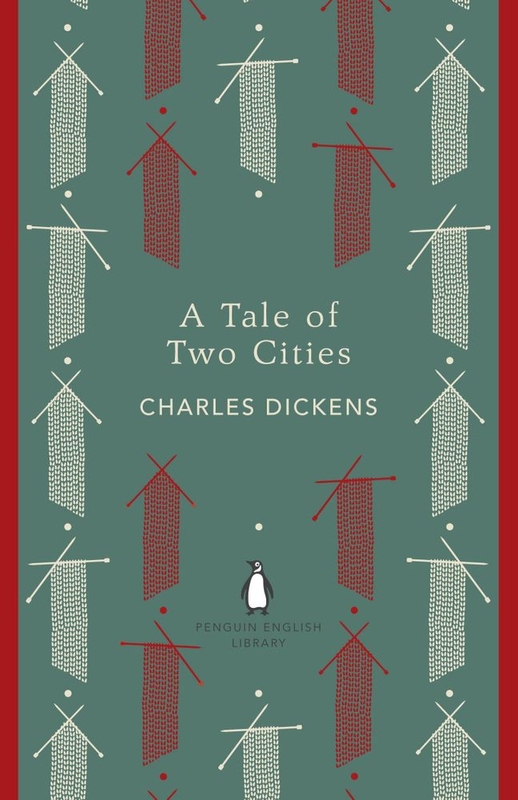 A Tale of
Two Cities
CHARLES DICKENS
PENGUIN ENGLISH
LIBRARY